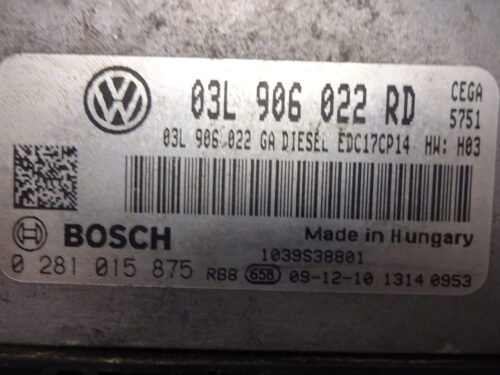 03L 906 022 RD CEGA
5751
03L 906 022 GA DIESEL EDC17CP14 HW: H03
BOSCH Made in Hungary
1039S38801
0 281 015 875 RB8 658 09-12-10 1314 0953